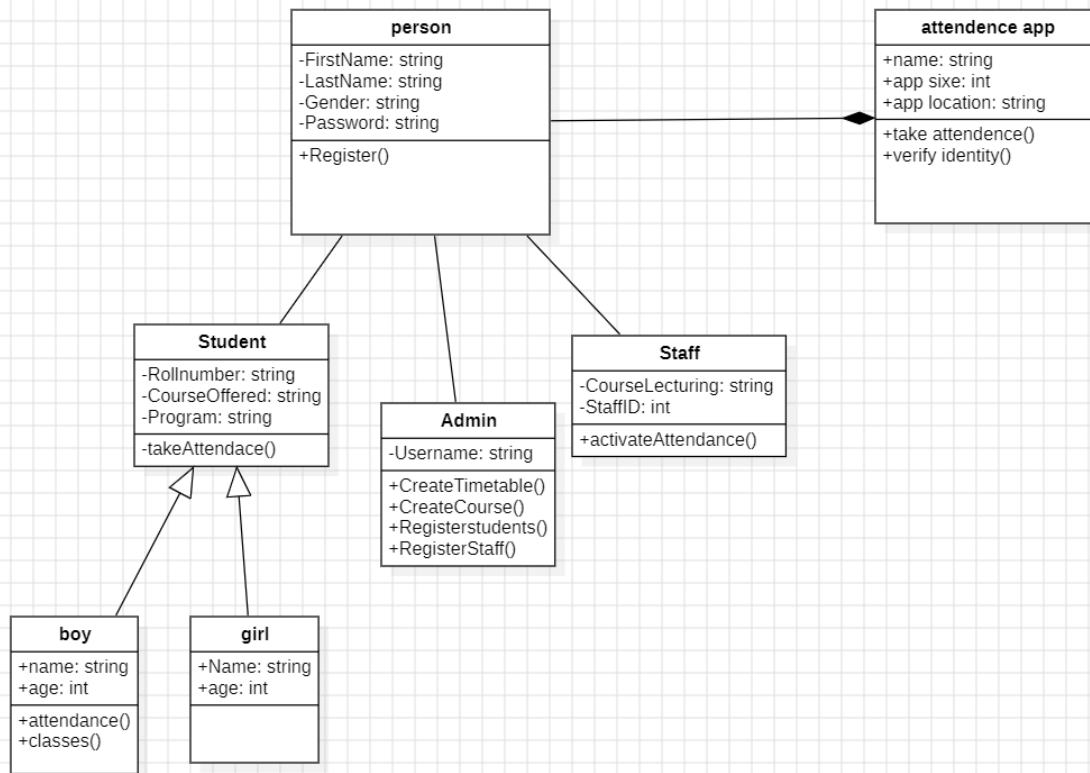 person
-FirstName: string
-LastName: string
-Gender: string
-Password: string
+Register()
attendence app
+name: string
+app sixe: int
+app location: string
+take attendence()
+verify identity()
Student
-Rollnumber: string
-CourseOffered: string
-Program: string
-takeAttendace()
Admin
-Username: string
+CreateTimetable()
+CreateCourse()
+Registerstudents()
+RegisterStaff()
Staff
-CourseLecturing: string
-StaffID: int
+activateAttendance()
boy
+name: string
+age: int
+attendance()
+classes()
girl
+Name: string
+age: int